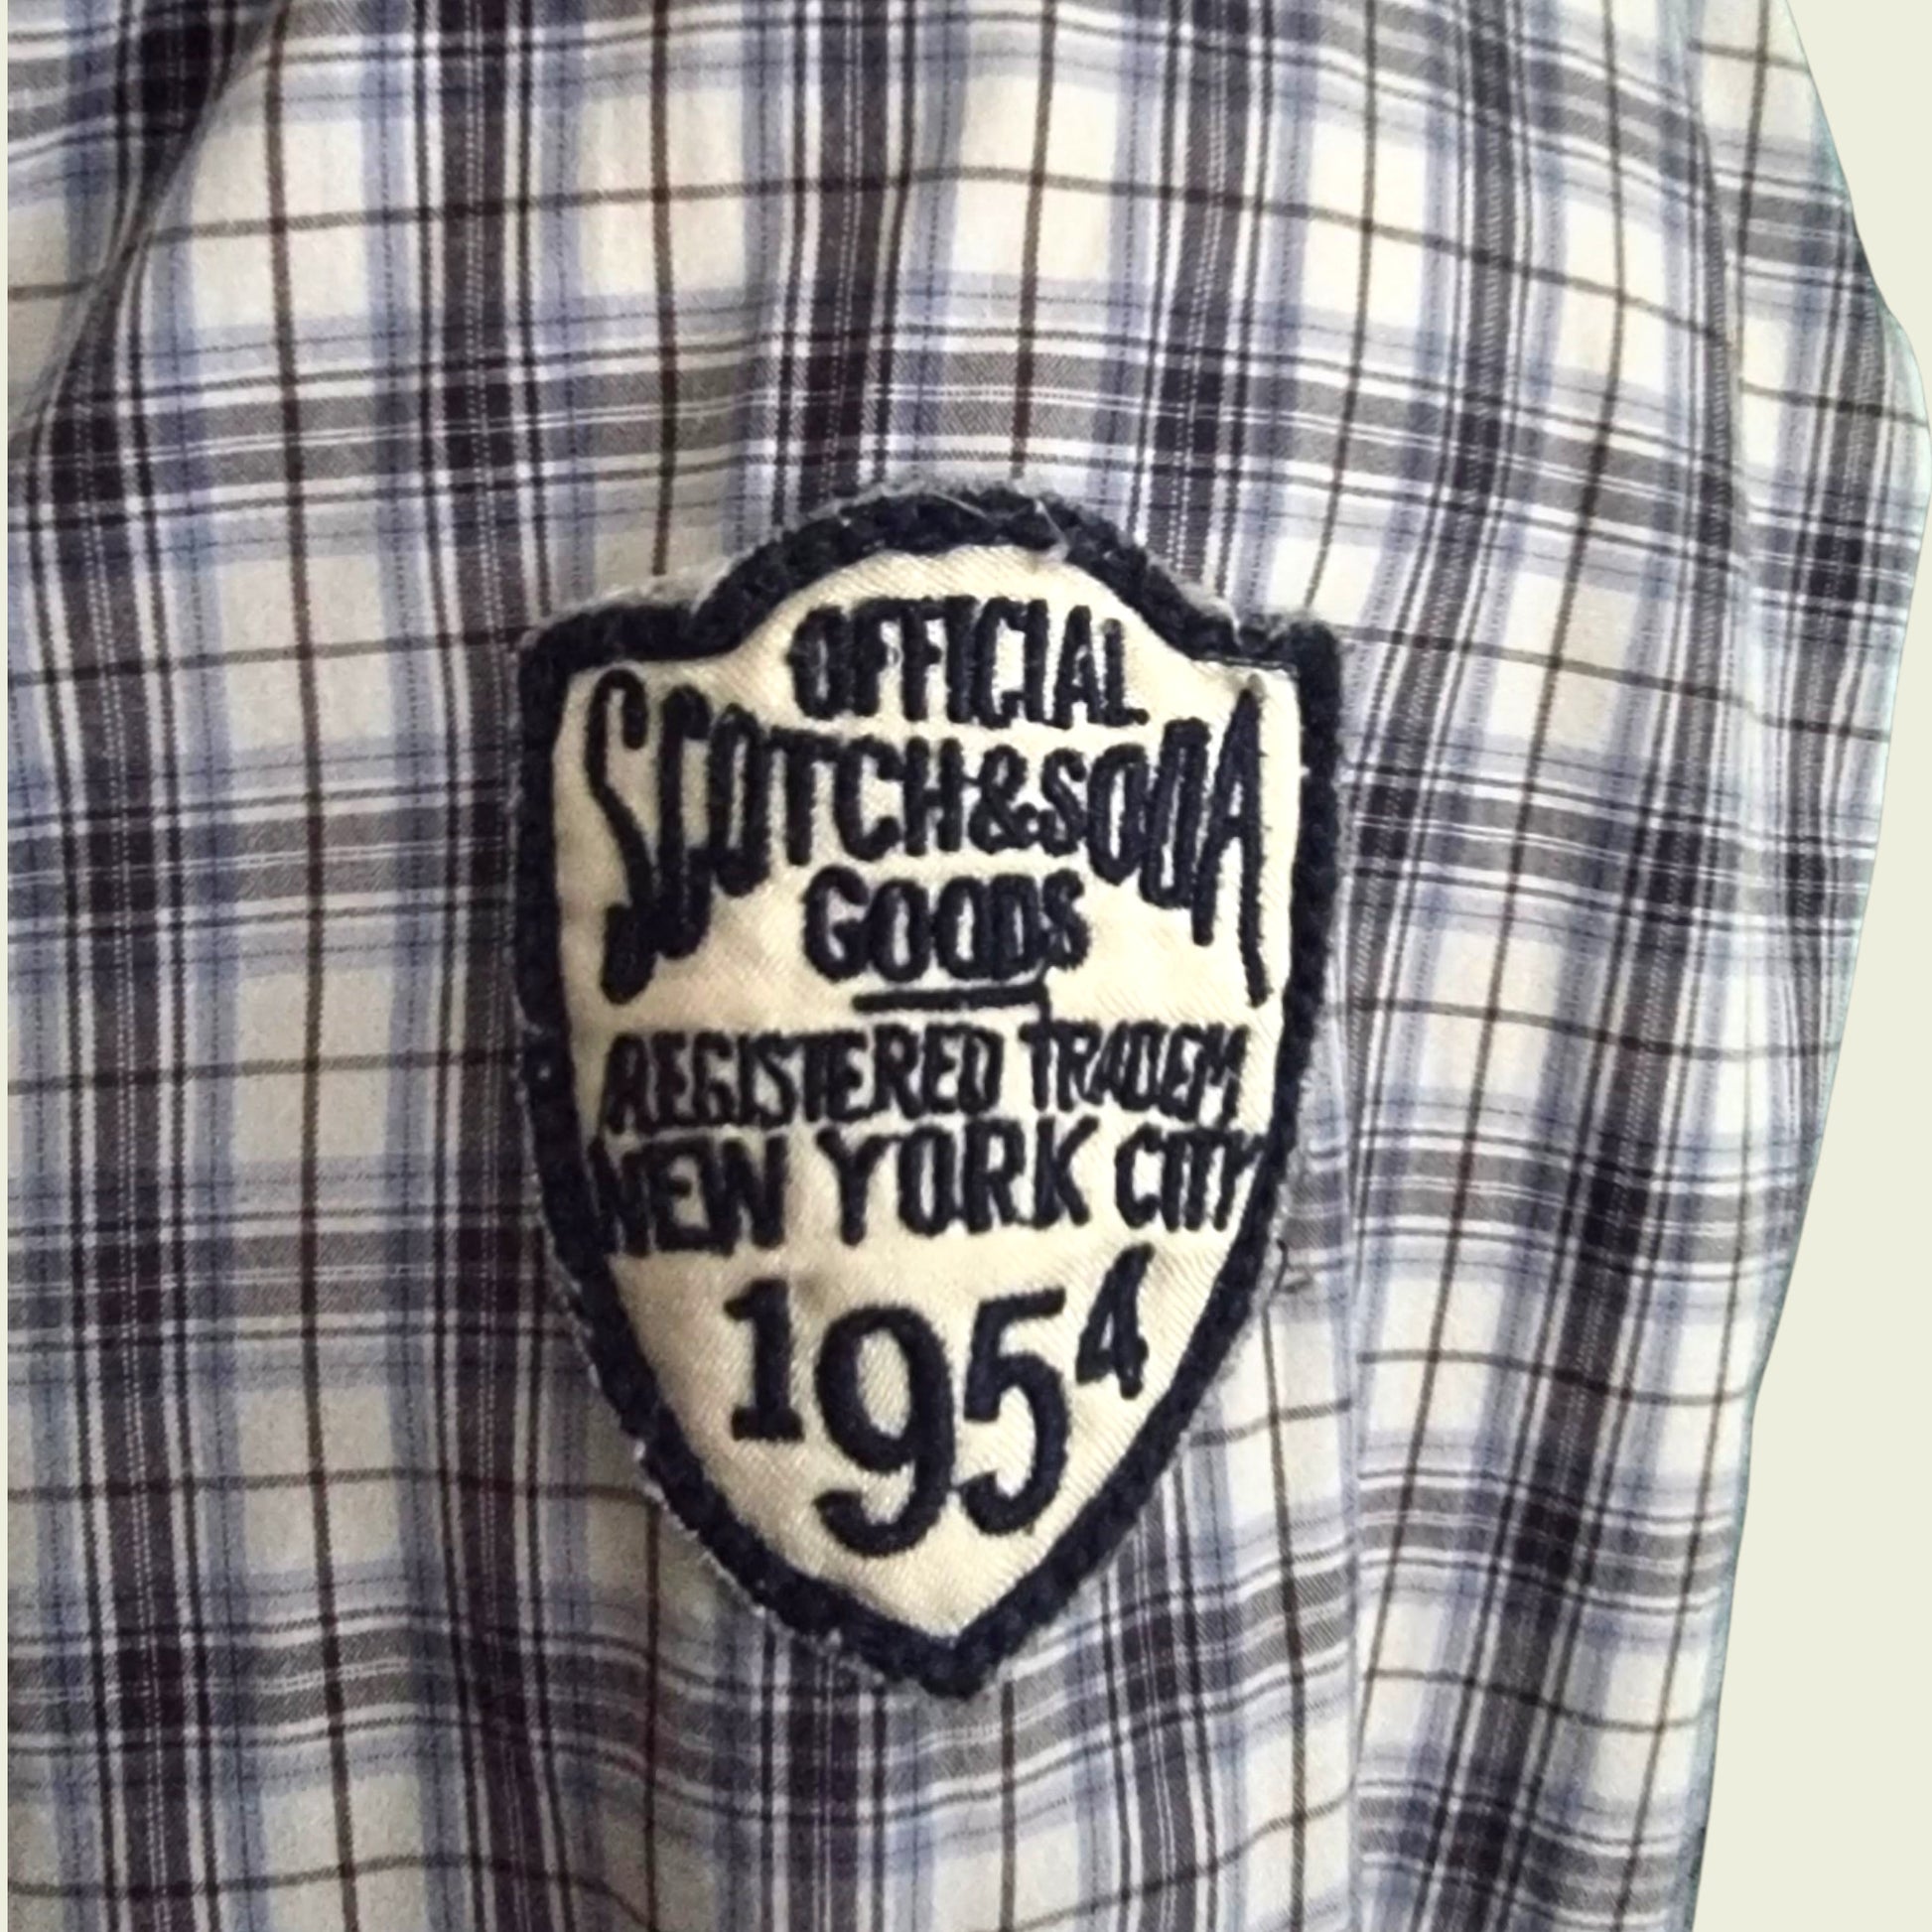 OFFICIAL
SCOTCH&SODA
GOODS
REGISTERED TRADEM
NEW YORK CITY
1954